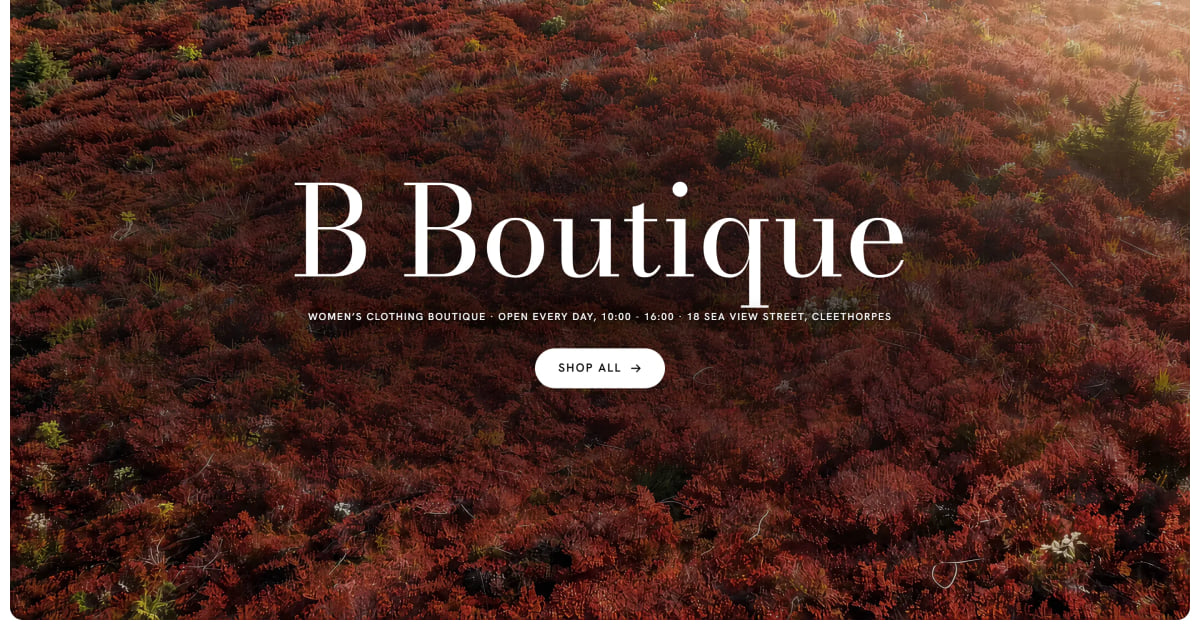 B Boutique
WOMEN'S CLOTHING BOUTIQUE · OPEN EVERY DAY, 10:00 - 16:00 · 18 SEA VIEW STREET, CLEETHORPES
SHOP ALL →